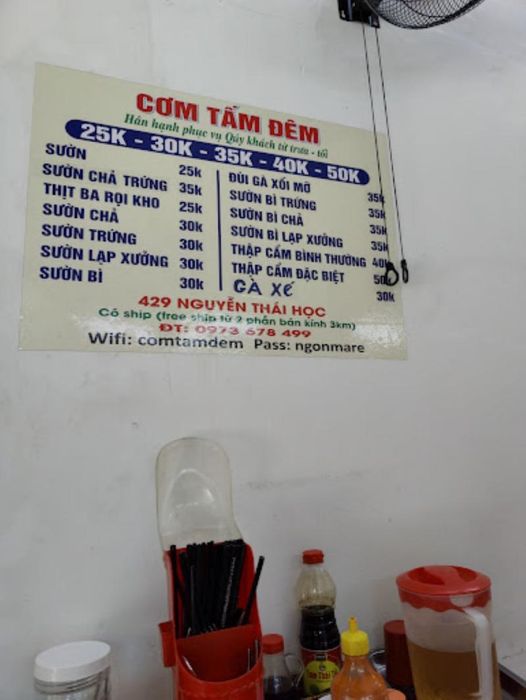 CƠM TẤM ĐÊM
Hân hạnh phục vụ Qúy khách từ trưa - tối
25K - 30K - 35K - 40K - 50K
SƯỜN 25k
SƯỜN CHẢ TRỨNG 35k
THỊT BA RỌI KHO 25k
SƯỜN CHẢ 30k
SƯỜN TRỨNG 30k
SƯỜN LẠP XƯỞNG 30k
SƯỜN BÌ 30k
ĐÙI GÀ XỐI MỠ 35k
SƯỜN BÌ TRỨNG 35k
SƯỜN BÌ CHẢ 35k
SƯỜN BÌ LẠP XƯỞNG 35k
THẬP CẨM BÌNH THƯỜNG 40k
THẬP CẨM ĐẶC BIỆT 50k
GÀ XÉ 30k
429 NGUYỄN THÁI HỌC
Có ship (free ship từ 2 phần bán kính 3km)
ĐT: 0973 678 499
Wifi: comtamdem Pass: ngonmare